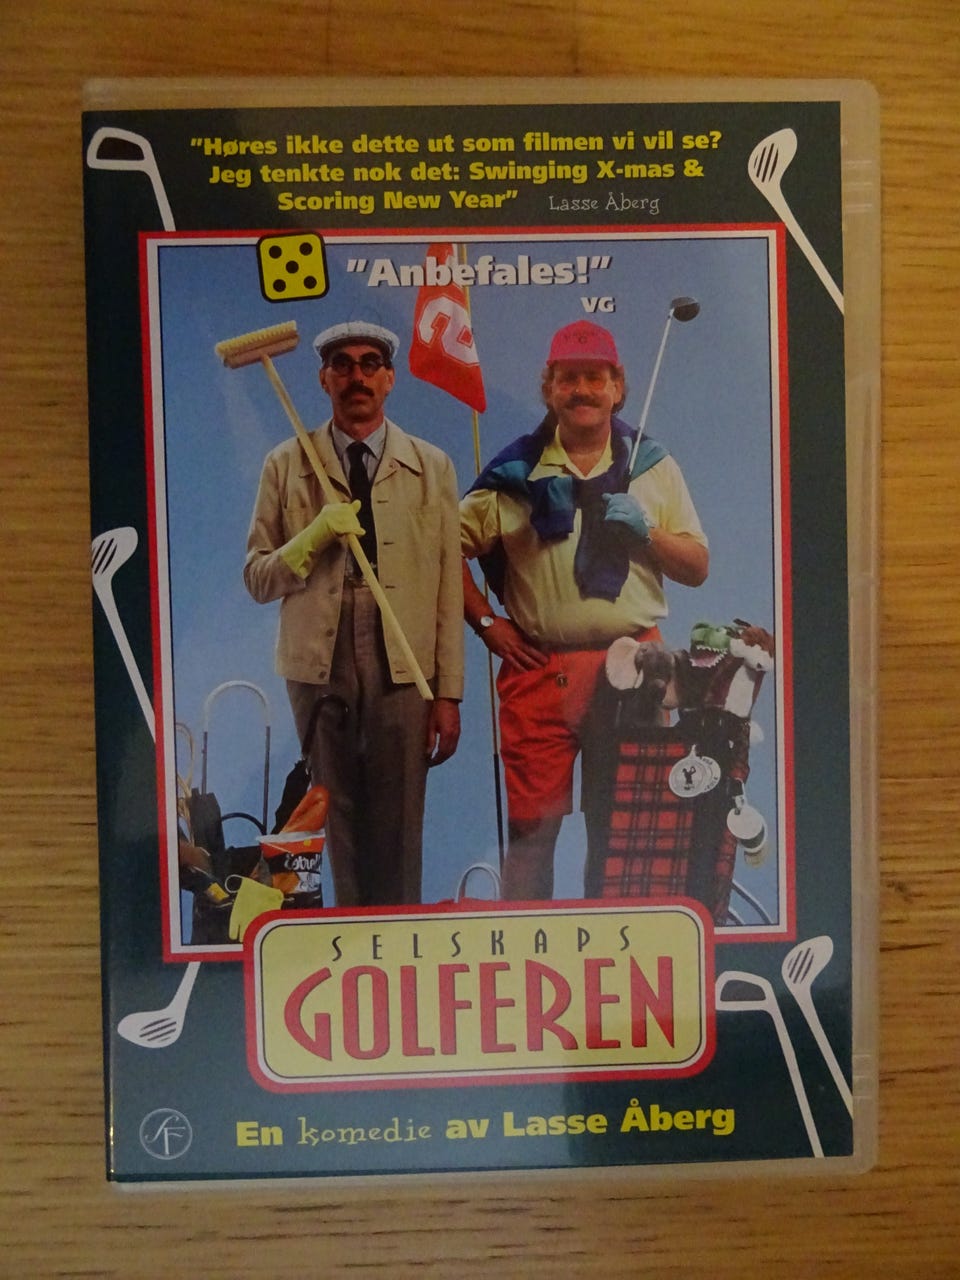 "Høres ikke dette ut som filmen vi vil se?
Jeg tenkte nok det: Swinging X-mas &
Scoring New Year" Lasse Åberg
"Anbefales!"
VG
SELSKAPS
GOLFEREN
En komedie av Lasse Åberg
SF